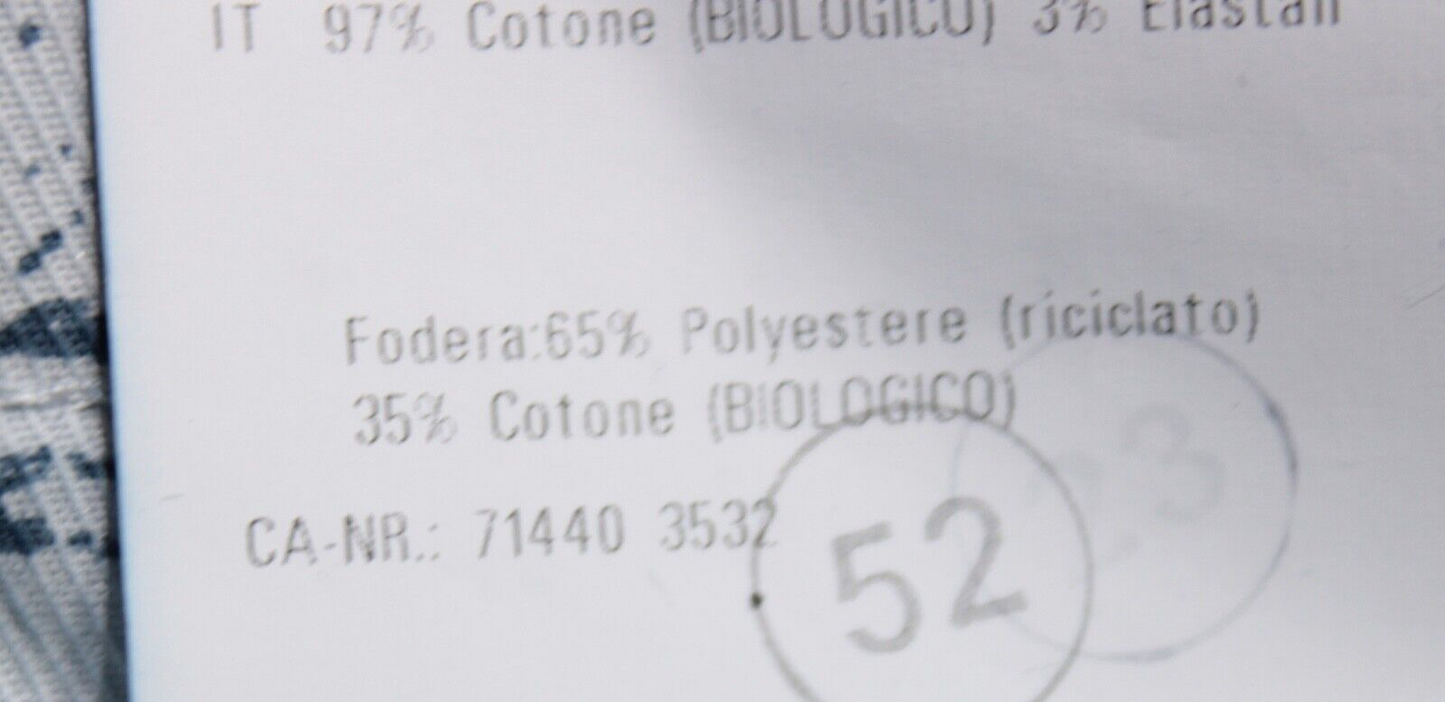 IT 97% Cotone (BIOLOGICO) 3% Elastan
Fodera:65% Polyestere (riciclato)
35% Cotone (BIOLOGICO)
CA-NR.: 71440 3532
52